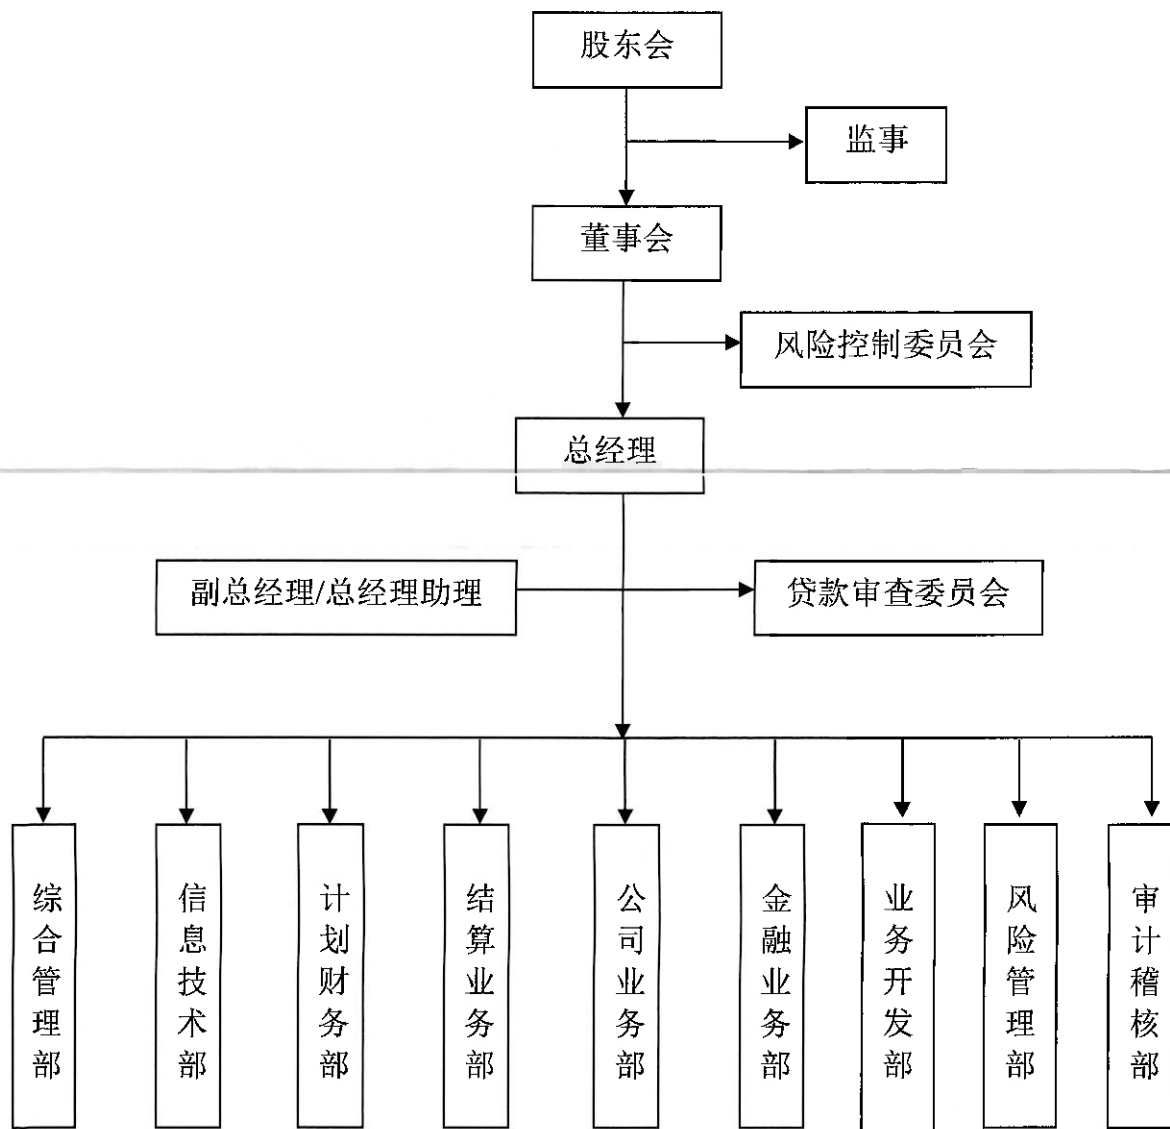 股东会
监事
董事会
风险控制委员会
总经理
副总经理/总经理助理
贷款审查委员会
综合管理部
信息技术部
计划财务部
结算业务部
公司业务部
金融业务部
业务开发部
风险管理部
审计稽核部